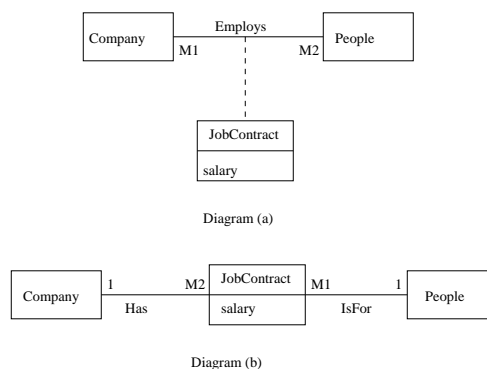 Employs
Company
People
M1
M2
JobContract
salary
Diagram (a)
Company
1
Has
M2
JobContract
salary
M1
IsFor
1
People
Diagram (b)